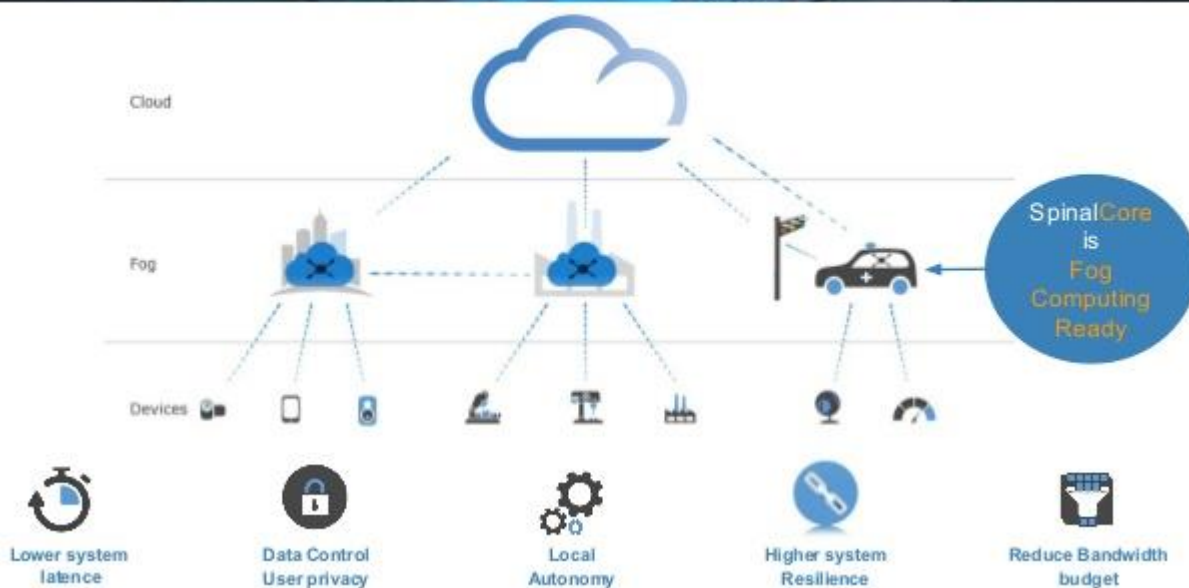 Cloud
SpinalCore
is
Fog
Computing
Ready
Fog
Devices
Lower system
latence
Data Control
User privacy
Local
Autonomy
Higher system
Resilience
Reduce Bandwidth
budget